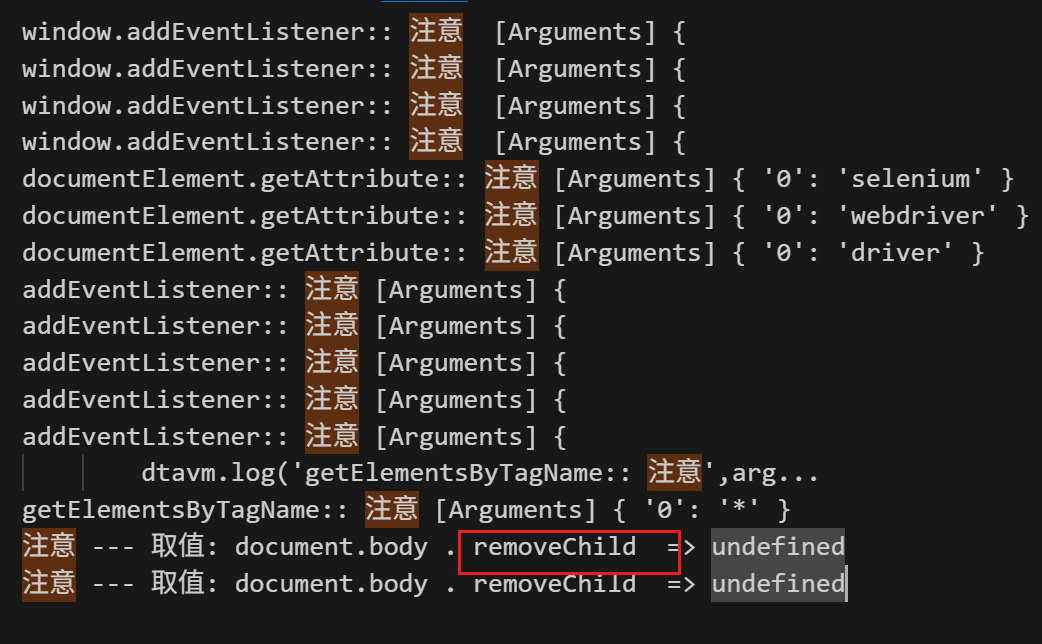 window.addEventListener:: 注意  [Arguments] {
window.addEventListener:: 注意  [Arguments] {
window.addEventListener:: 注意  [Arguments] {
window.addEventListener:: 注意  [Arguments] {
documentElement.getAttribute:: 注意 [Arguments] { '0': 'selenium' }
documentElement.getAttribute:: 注意 [Arguments] { '0': 'webdriver' }
documentElement.getAttribute:: 注意 [Arguments] { '0': 'driver' }
addEventListener:: 注意 [Arguments] {
addEventListener:: 注意 [Arguments] {
addEventListener:: 注意 [Arguments] {
addEventListener:: 注意 [Arguments] {
addEventListener:: 注意 [Arguments] {
        dtavm.log('getElementsByTagName:: 注意',arg...
getElementsByTagName:: 注意 [Arguments] { '0': '*' }
注意 --- 取值: document.body . removeChild  => undefined
注意 --- 取值: document.body . removeChild  => undefined